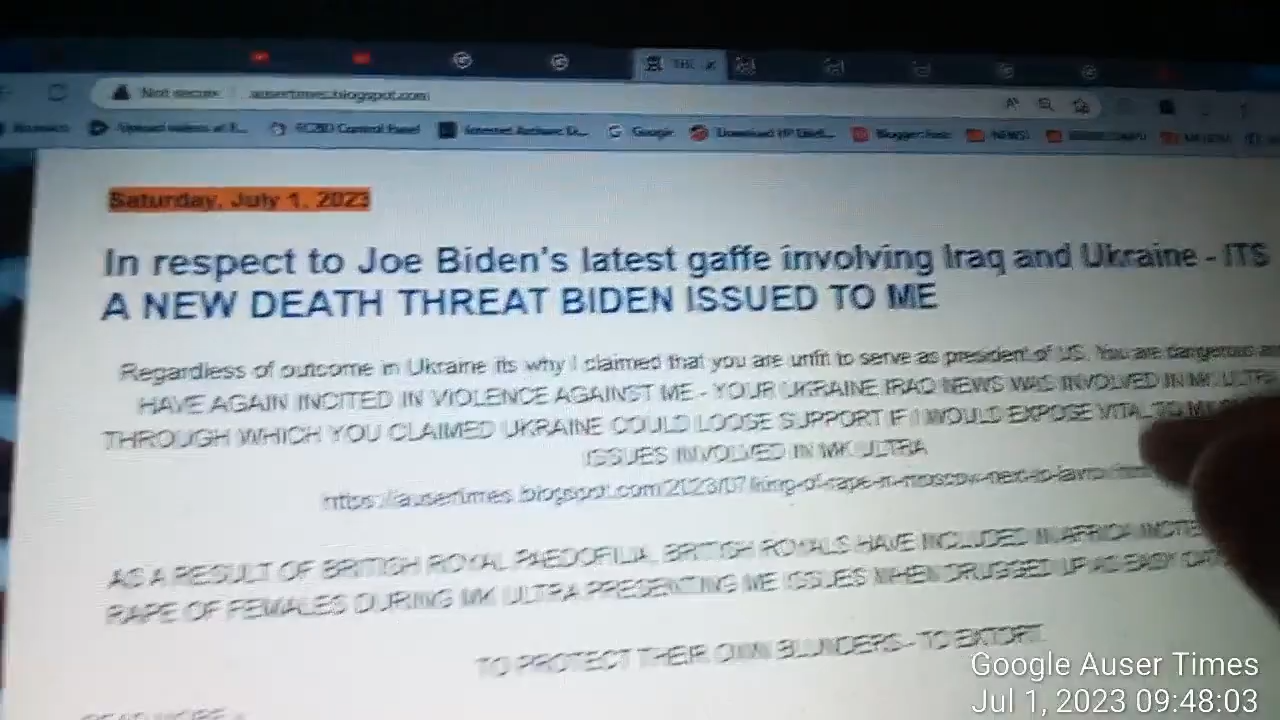 Not secure
ausertimes.blogspot.com
EC2ND Control Panel
Google
NEWS!
Saturday, July 1, 2023
In respect to Joe Biden's latest gaffe involving Iraq and Ukraine - ITS
A NEW DEATH THREAT BIDEN ISSUED TO ME
Regardless of outcome in Ukraine its why I claimed that you are unfit to serve as president of US. You are dangerous
HAVE AGAIN INCITED IN VIOLENCE AGAINST ME - YOUR UKRAINE IRAQ NEWS WAS INVOLVED IN MK ULTRA
THROUGH WHICH YOU CLAIMED UKRAINE COULD LOOSE SUPPORT IF I WOULD EXPOSE VITAL TO
ISSUES INVOLVED IN MK ULTRA
https://ausertimes.blogspot.com/2023/07/king-of-rape-in-moscow-next-to-lavrov
AS A RESULT OF BRITISH ROYAL PAEDOFILIA, BRITISH ROYALS HAVE INCLUDED IN AFRICA
RAPE OF FEMALES DURING MK ULTRA PRESENTING ME ISSUES WHEN DRUGGED UP AS EASY
TO PROTECT THEIR OWN BLUNDERS - TO EXTORT.
READ MORE »
Google Auser Times
Jul 1, 2023 09:48:03